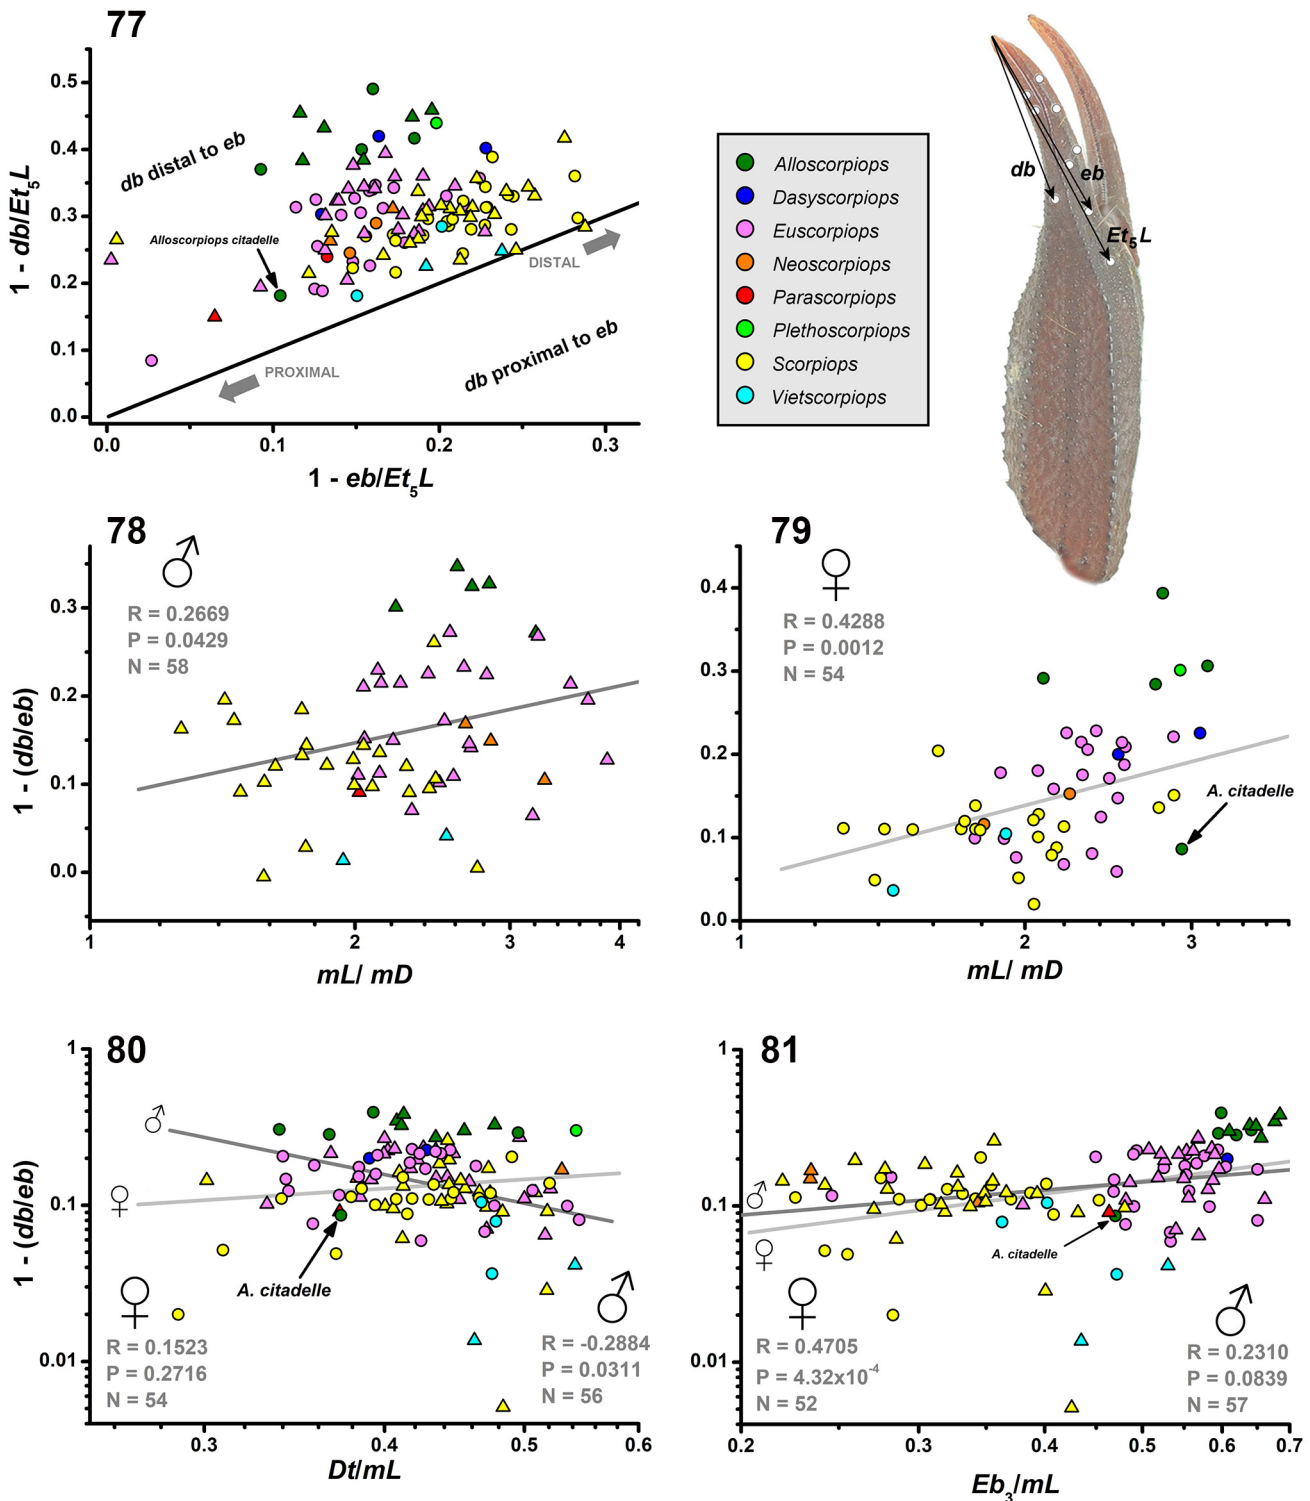 77
0.5
0.4
0.3
0.2
0.1
0.0
1 - db/Et5L
db distal to eb
Alloscorpiops citadelle
DISTAL
PROXIMAL
db proximal to eb
0.0 0.1 0.2 0.3
1 - eb/Et5L
Alloscorpiops
Dasyscorpiops
Euscorpiops
Neoscorpiops
Parascorpiops
Plethoscorpiops
Scorpiops
Vietscorpiops
db
eb
Et5L
78
♂
R = 0.2669
P = 0.0429
N = 58
0.3
0.2
0.1
0.0
1 - (db/eb)
1 2 3 4
mL/ mD
79
♀
R = 0.4288
P = 0.0012
N = 54
0.4
0.3
0.2
0.1
0.0
A. citadelle
1 2 3
mL/ mD
80
1
0.1
0.01
1 - (db/eb)
♂
♀
A. citadelle
♀
R = 0.1523
P = 0.2716
N = 54
♂
R = -0.2884
P = 0.0311
N = 56
0.3 0.4 0.5 0.6
Dt/mL
81
1
0.1
0.01
♂
♀
A. citadelle
♀
R = 0.4705
P = 4.32x10-4
N = 52
♂
R = 0.2310
P = 0.0839
N = 57
0.2 0.3 0.4 0.5 0.6 0.7
Eb3/mL